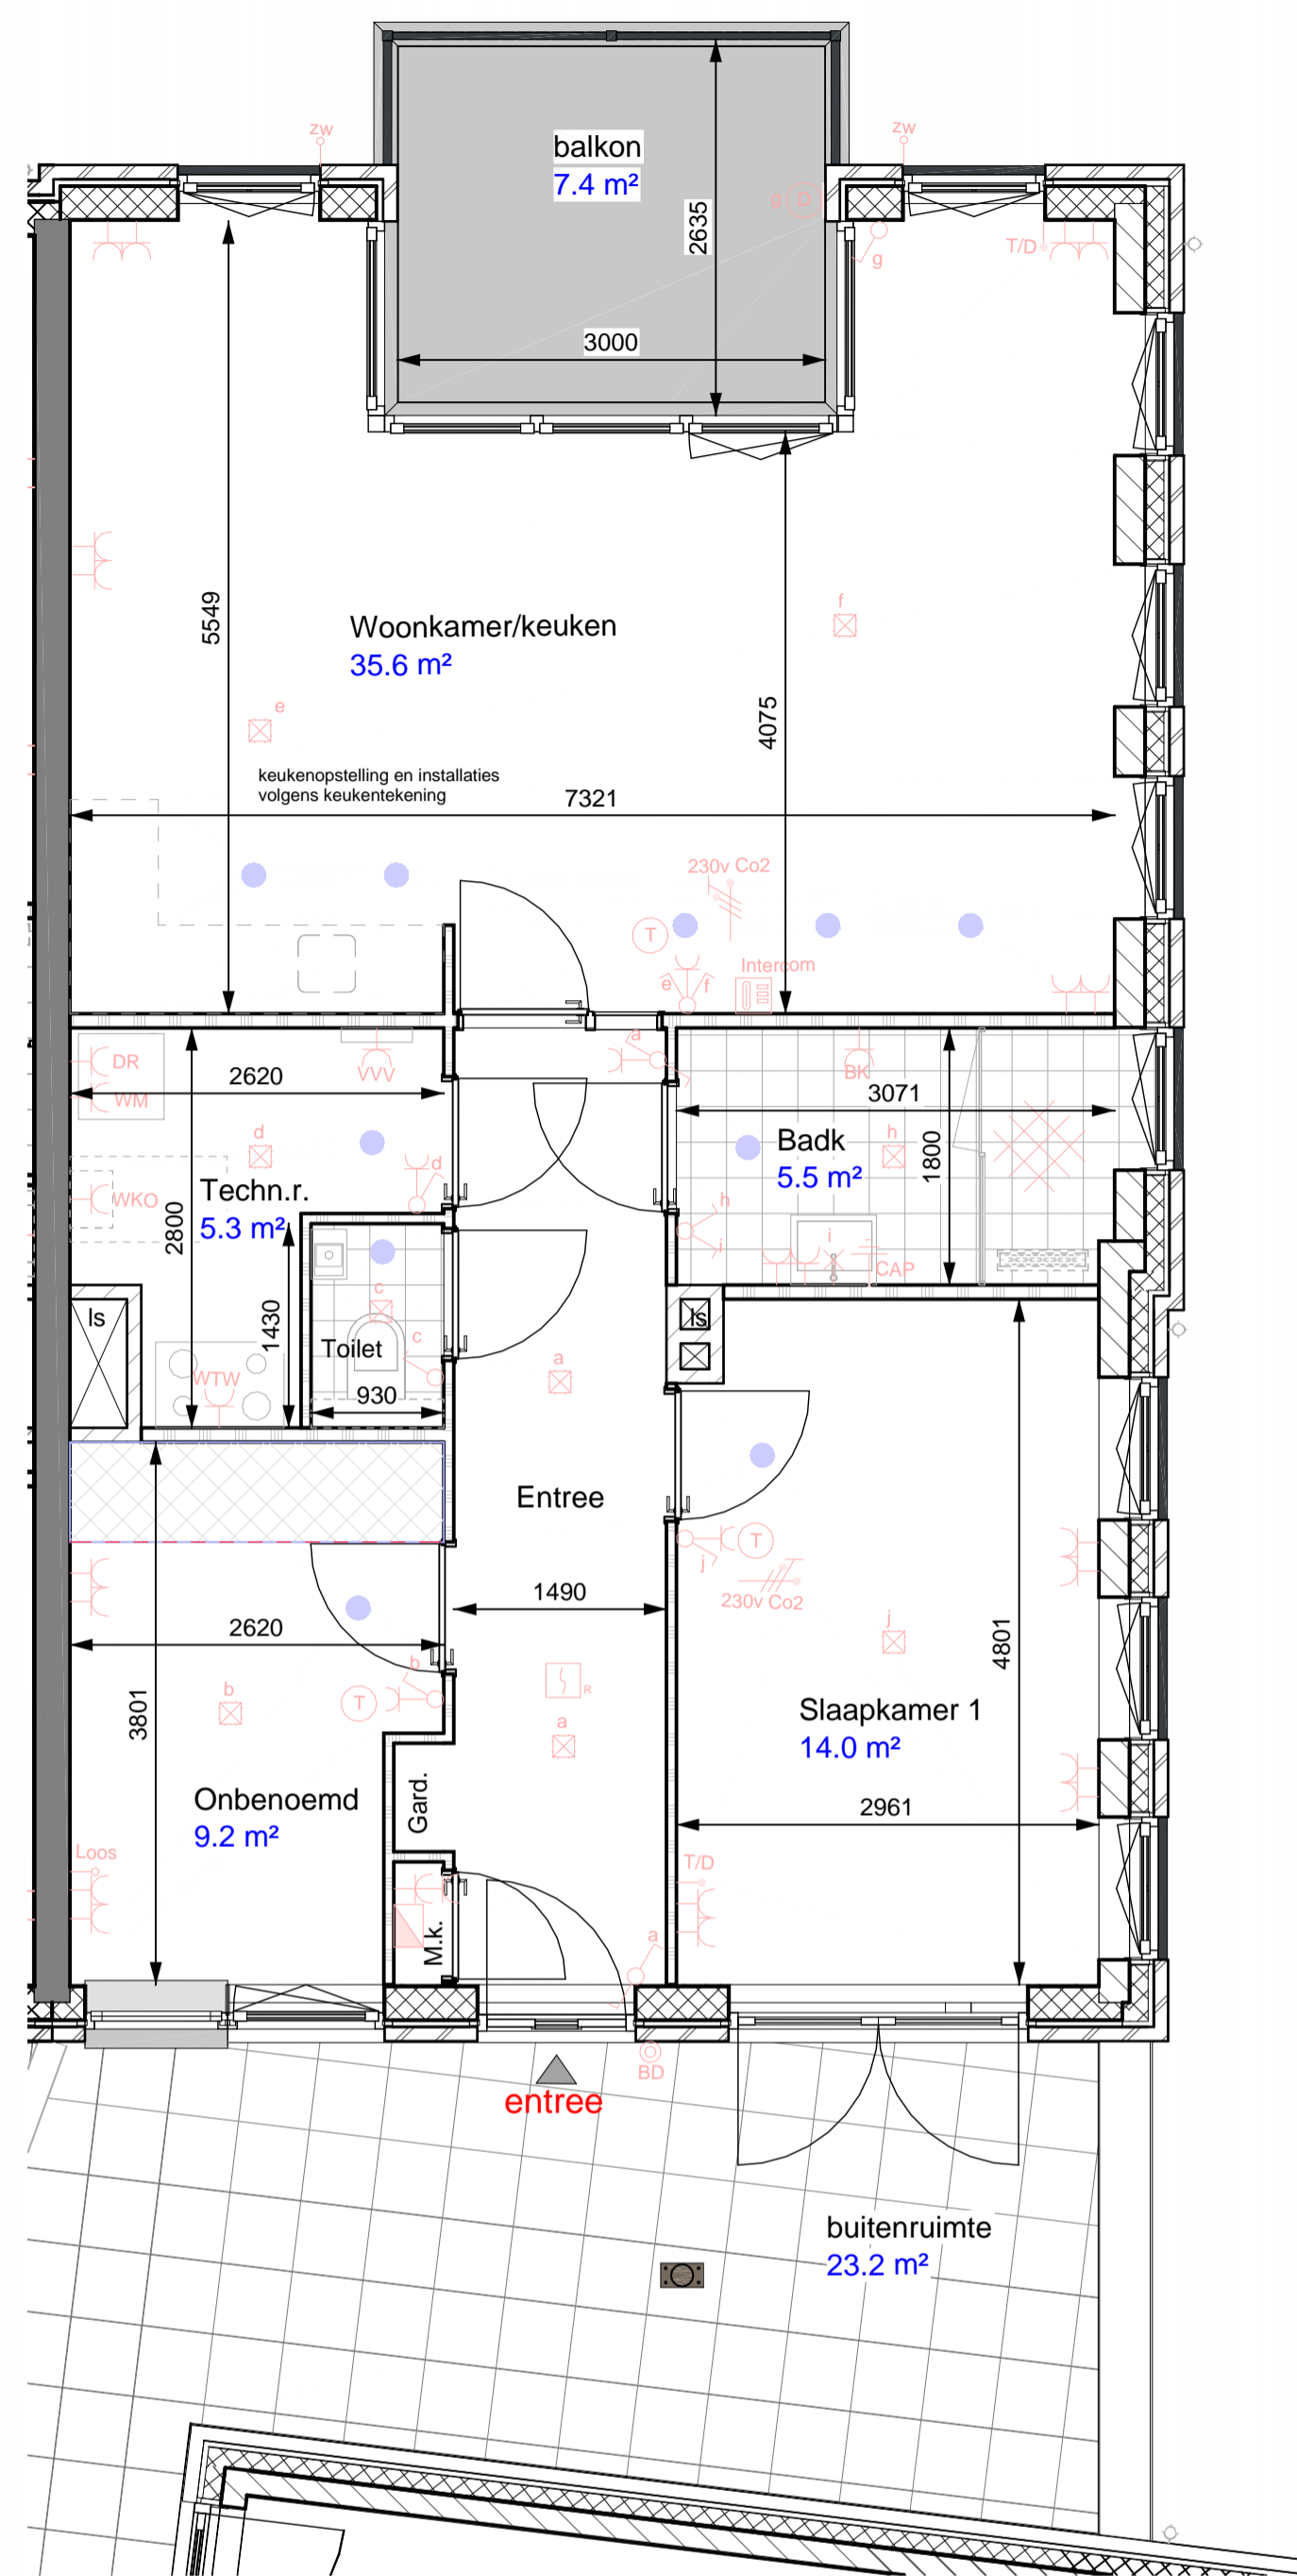 zw
zw
balkon
7.4 m²
g D
2635
g
T/D
3000
5549
Woonkamer/keuken
35.6 m²
f
e
4075
keukenopstelling en installaties
volgens keukentekening
7321
230v Co2
T
Intercom
e f
a
DR
VVV
WM
2620
BK
3071
d
Badk
5.5 m²
h
1800
d
Techn.r.
5.3 m²
WKO
2800
h
i
i
CAP
c
ls
1430
Toilet
c
ls
a
WTW
930
Entree
T
j
230v Co2
1490
2620
j
4801
b
b
T
R
3801
a
Slaapkamer 1
14.0 m²
Onbenoemd
9.2 m²
Gard.
2961
Loos
T/D
M.k.
a
BD
entree
buitenruimte
23.2 m²